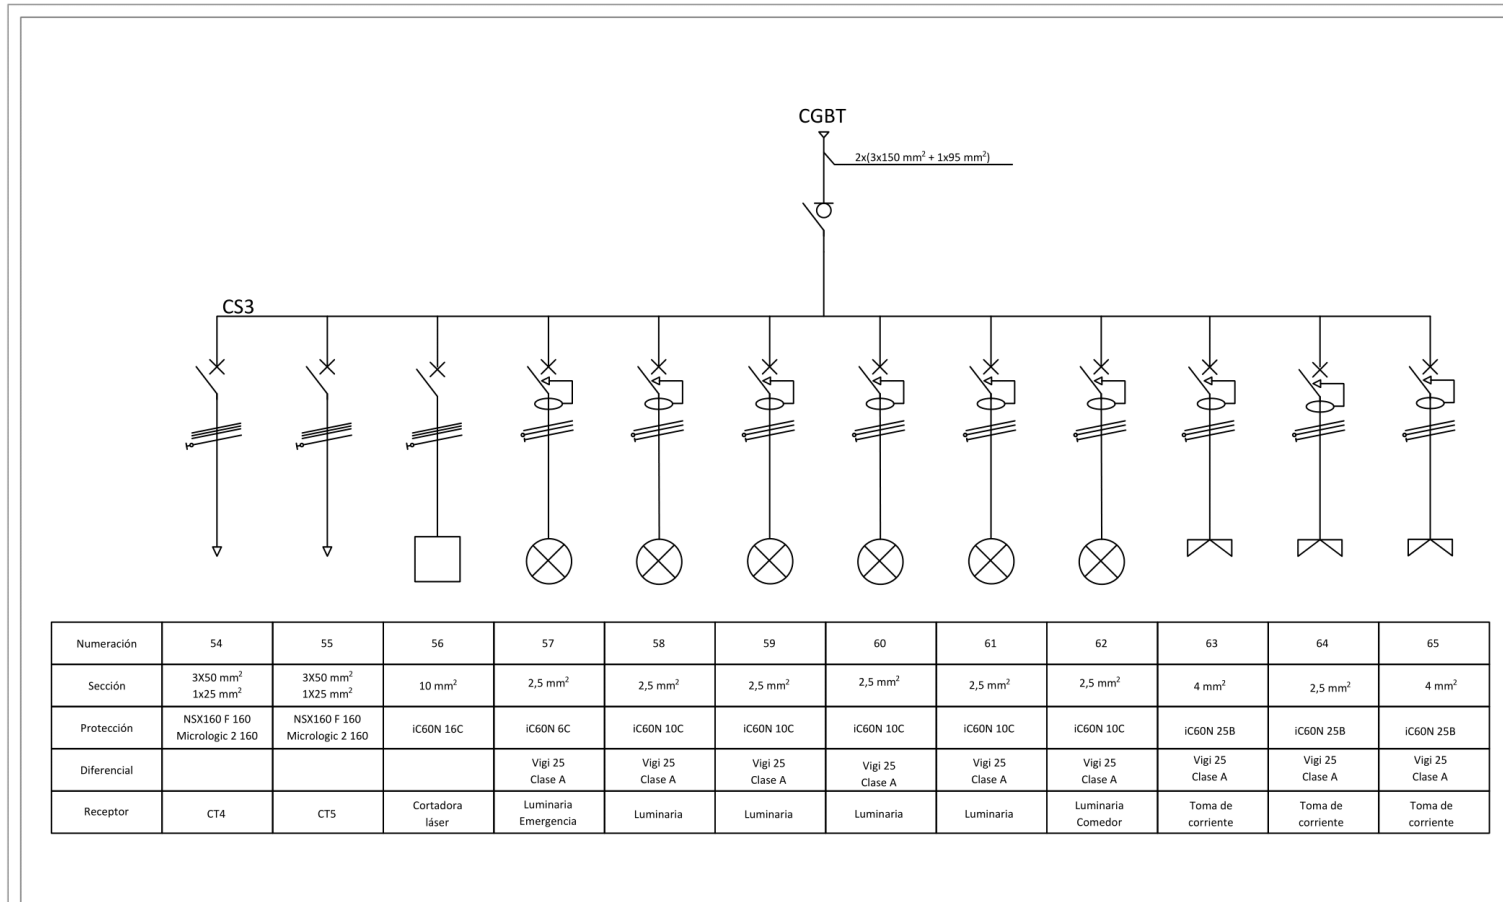 CGBT
2x(3x150 mm² + 1x95 mm²)
CS3
Numeración 54 55 56 57 58 59 60 61 62 63 64 65
Sección 3X50 mm² 1x25 mm² 3X50 mm² 1X25 mm² 10 mm² 2,5 mm² 2,5 mm² 2,5 mm² 2,5 mm² 2,5 mm² 2,5 mm² 4 mm² 2,5 mm² 4 mm²
Protección NSX160 F 160 Micrologic 2 160 NSX160 F 160 Micrologic 2 160 iC60N 16C iC60N 6C iC60N 10C iC60N 10C iC60N 10C iC60N 10C iC60N 10C iC60N 25B iC60N 25B iC60N 25B
Diferencial Vigi 25 Clase A Vigi 25 Clase A Vigi 25 Clase A Vigi 25 Clase A Vigi 25 Clase A Vigi 25 Clase A Vigi 25 Clase A Vigi 25 Clase A Vigi 25 Clase A
Receptor CT4 CT5 Cortadora láser Luminaria Emergencia Luminaria Luminaria Luminaria Luminaria Luminaria Comedor Toma de corriente Toma de corriente Toma de corriente